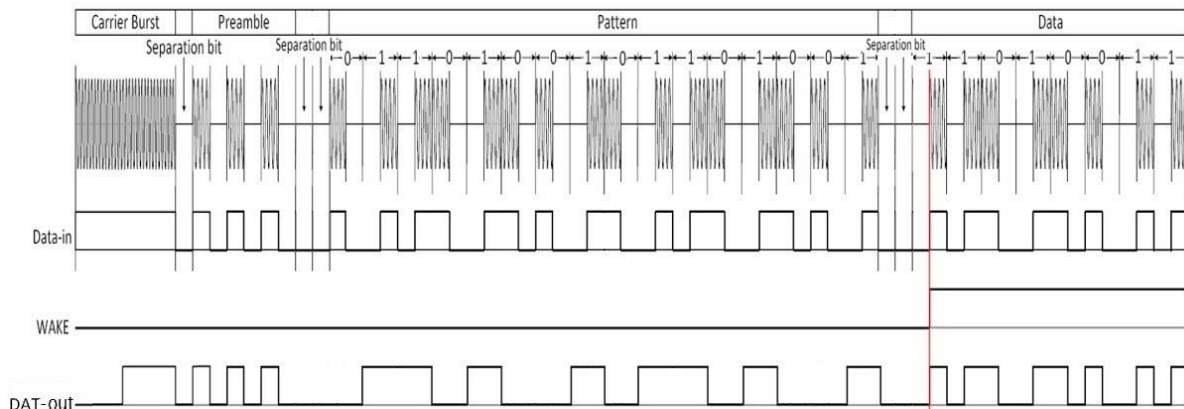 Carrier Burst Preamble Pattern Data
Separation bit Separation bit Separation bit
0 1 1 0 1 0 0 1 0 1 1 0 1 0 0 1 1 1 0 1 0 0 1 1
Data-in
WAKE
DAT-out